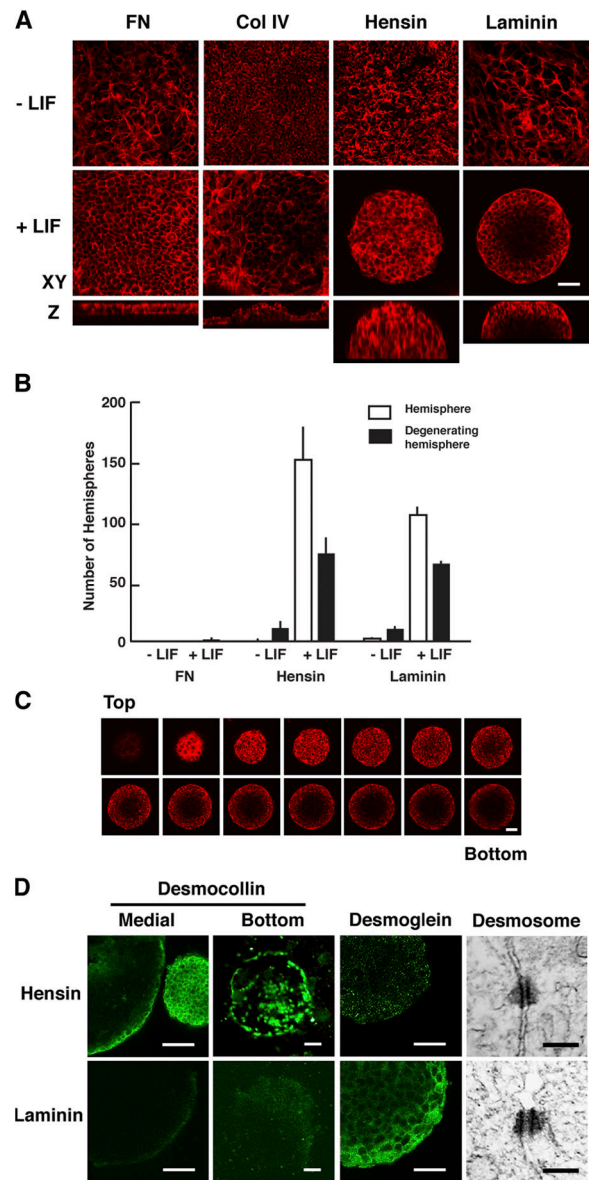 A
FN Col IV Hensin Laminin
- LIF
+ LIF
XY
Z
B
Number of Hemispheres
200
150
100
50
0
Hemisphere
Degenerating
hemisphere
- LIF + LIF - LIF + LIF - LIF + LIF
FN Hensin Laminin
C
Top
Bottom
D
Desmocollin
Medial Bottom Desmoglein Desmosome
Hensin
Laminin